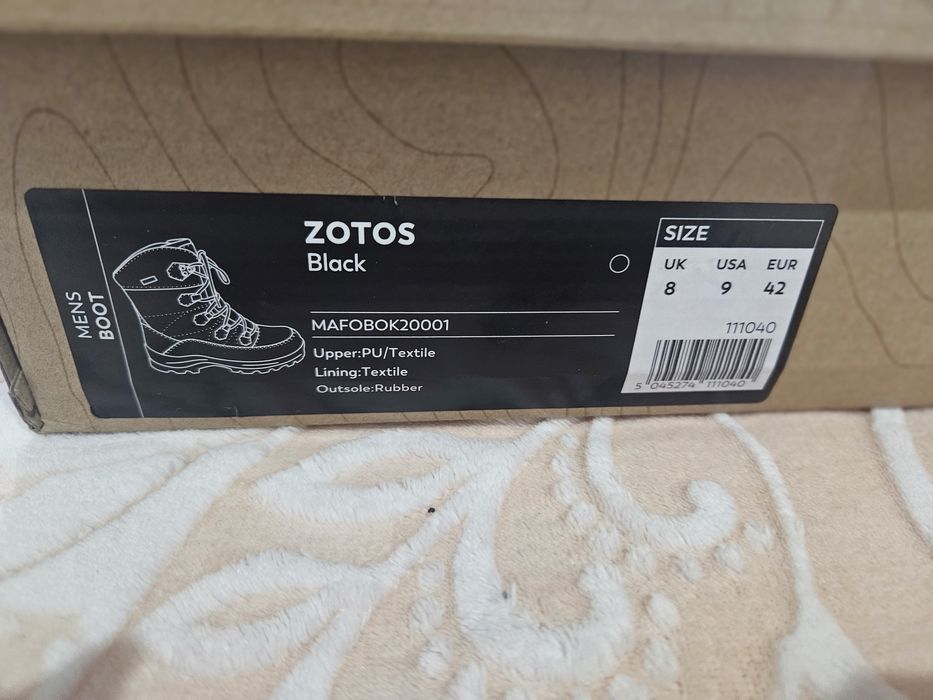 MENS
BOOT
ZOTOS
Black
MAFOBOK20001
Upper:PU/Textile
Lining:Textile
Outsole:Rubber
SIZE
UK USA EUR
8 9 42
111040
5 045274 111040